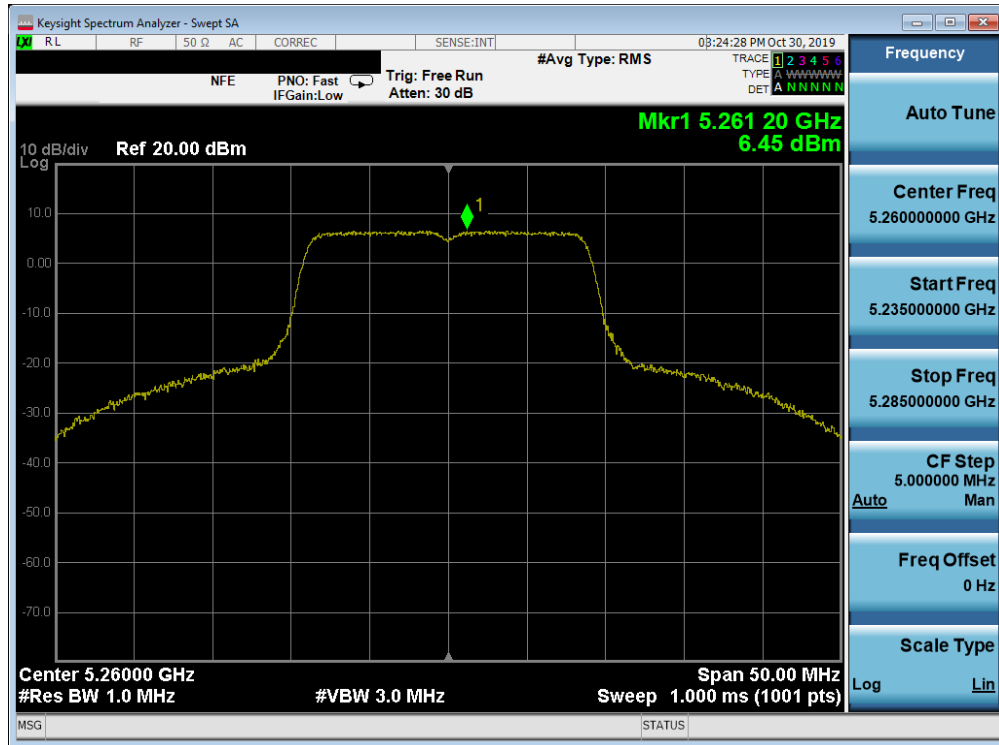 Keysight Spectrum Analyzer - Swept SA
LXI RL RF 50 Ω AC CORREC SENSE:INT 03:24:28 PM Oct 30, 2019
#Avg Type: RMS TRACE 1 2 3 4 5 6
NFE PNO: Fast Trig: Free Run TYPE A WWWWW
IFGain:Low Atten: 30 dB DET A N N N N N
Mkr1 5.261 20 GHz
10 dB/div Ref 20.00 dBm 6.45 dBm
Log
1
10.0
0.00
-10.0
-20.0
-30.0
-40.0
-50.0
-60.0
-70.0
Center 5.26000 GHz Span 50.00 MHz
#Res BW 1.0 MHz #VBW 3.0 MHz Sweep 1.000 ms (1001 pts)
MSG STATUS
Frequency
Auto Tune
Center Freq
5.260000000 GHz
Start Freq
5.235000000 GHz
Stop Freq
5.285000000 GHz
CF Step
5.000000 MHz
Auto Man
Freq Offset
0 Hz
Scale Type
Log Lin